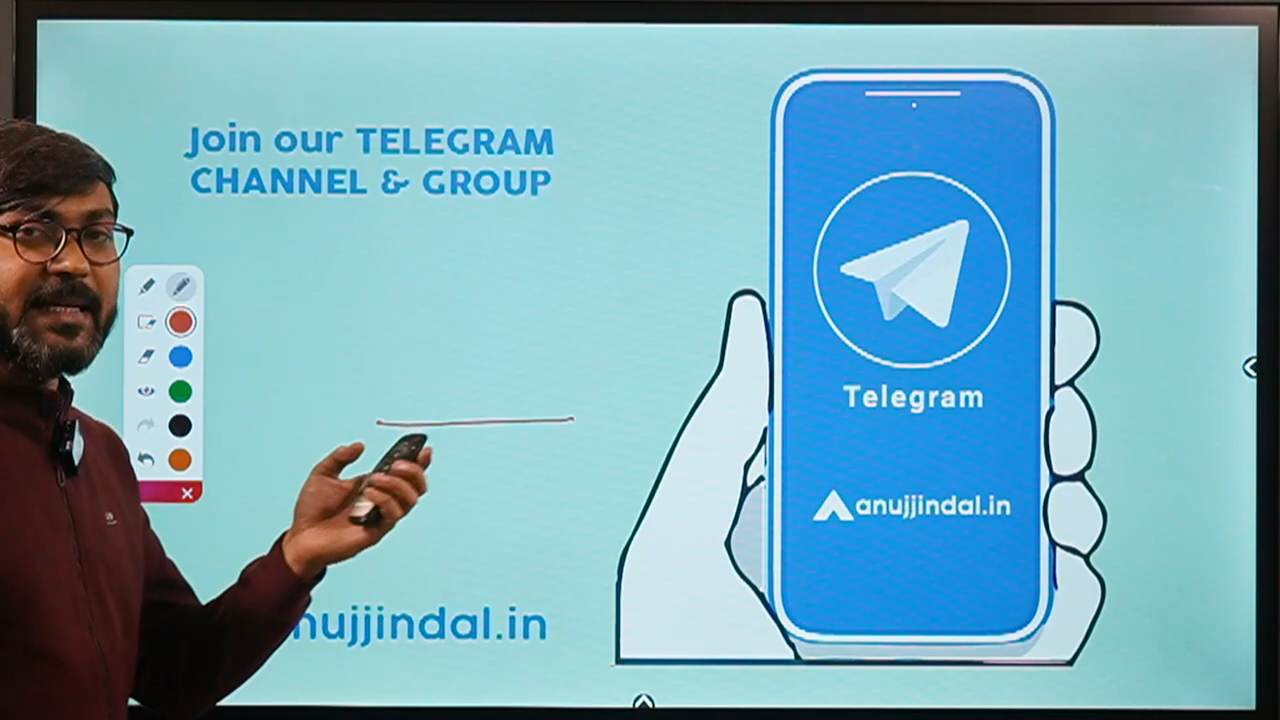 Join our TELEGRAM
CHANNEL & GROUP
Telegram
anujjindal.in
nujjindal.in